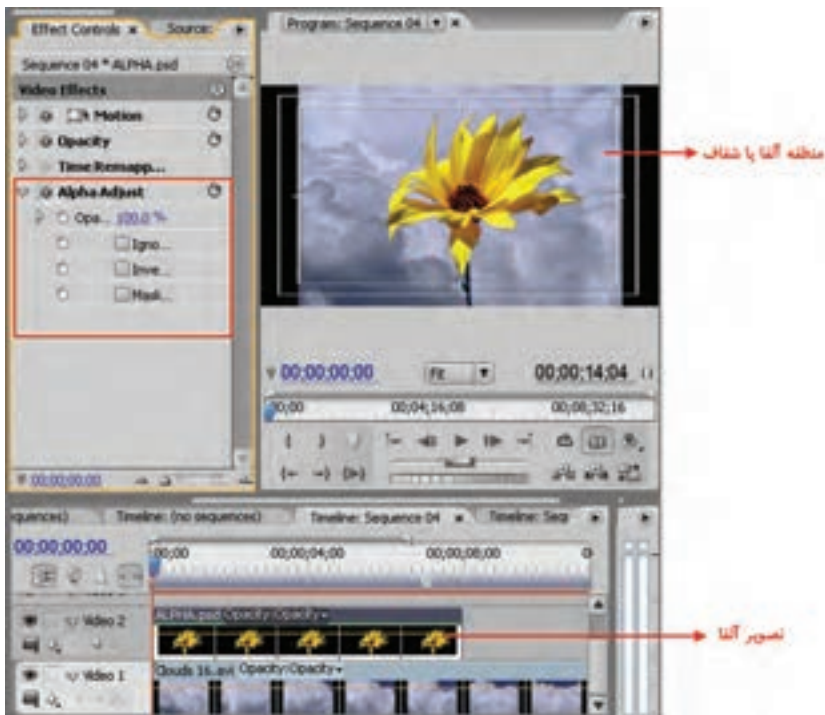 Effect Controls × Source:
Program: Sequence 04 ×
Sequence 04 * ALPHA.psd
Video Effects
Motion
Opacity
Time Remapp...
Alpha Adjust
Opa... 100.0 %
Igno...
Inve...
Mask...
00;00;00;00
منطقه آلفا یا شفاف
00;00;00;00
Fit
00;00;14;04
00;00
00;04;16;08
00;08;32;16
quences)
Timeline: (no sequences)
Timeline: Sequence 04 ×
Timeline: Seq
00;00;00;00
00;00
00;00;04;00
00;00;08;00
Video 2
ALPHA.psd Opacity:Opacity
تصویر آلفا
Video 1
Clouds 16.avi Opacity:Opacity